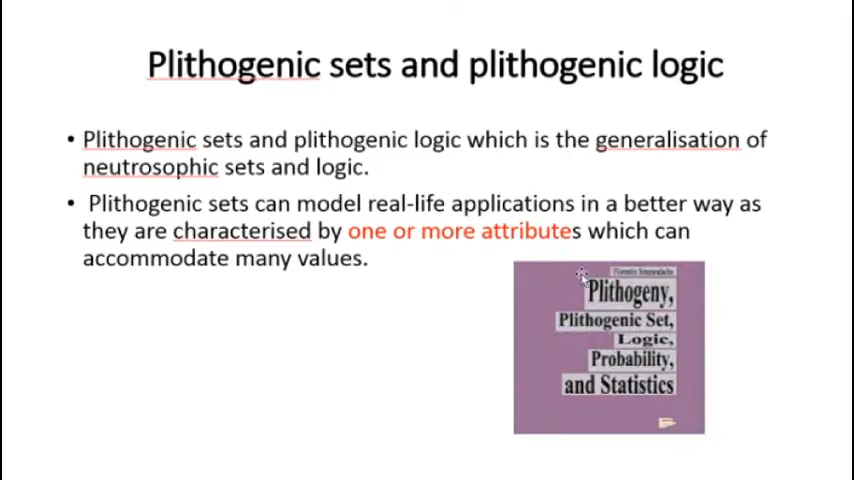 Plithogenic sets and plithogenic logic
• Plithogenic sets and plithogenic logic which is the generalisation of
neutrosophic sets and logic.
• Plithogenic sets can model real-life applications in a better way as
they are characterised by one or more attributes which can
accommodate many values.
Florentin Smarandache
Plithogeny,
Plithogenic Set,
Logic,
Probability,
and Statistics